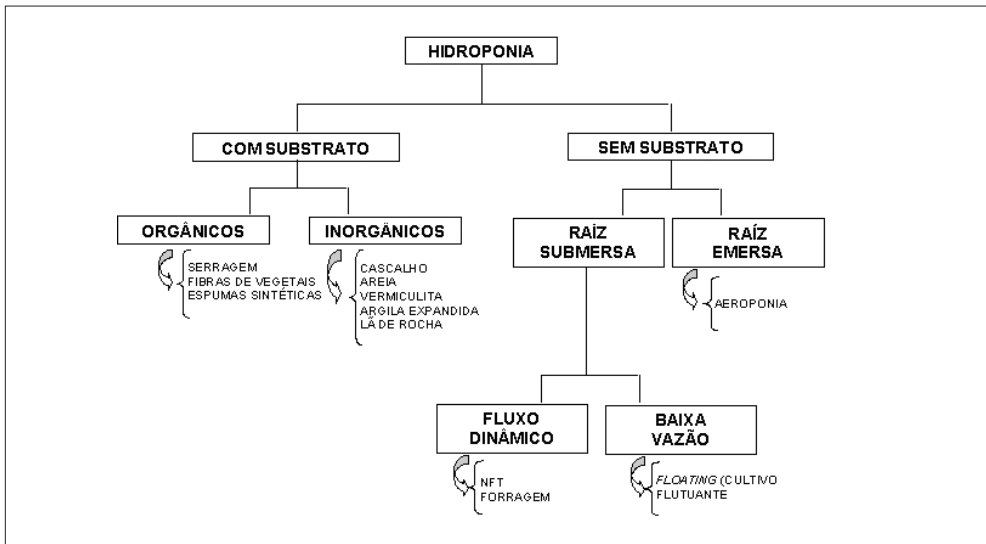 HIDROPONIA
COM SUBSTRATO
SEM SUBSTRATO
ORGÂNICOS
INORGÂNICOS
RAÍZ
SUBMERSA
RAÍZ
EMERSA
SERRAGEM
FIBRAS DE VEGETAIS
ESPUMAS SINTÉTICAS
CASCALHO
AREIA
VERMICULITA
ARGILA EXPANDIDA
LÃ DE ROCHA
AEROPONIA
FLUXO
DINÂMICO
BAIXA
VAZÃO
NFT
FORRAGEM
FLOATING (CULTIVO
FLUTUANTE